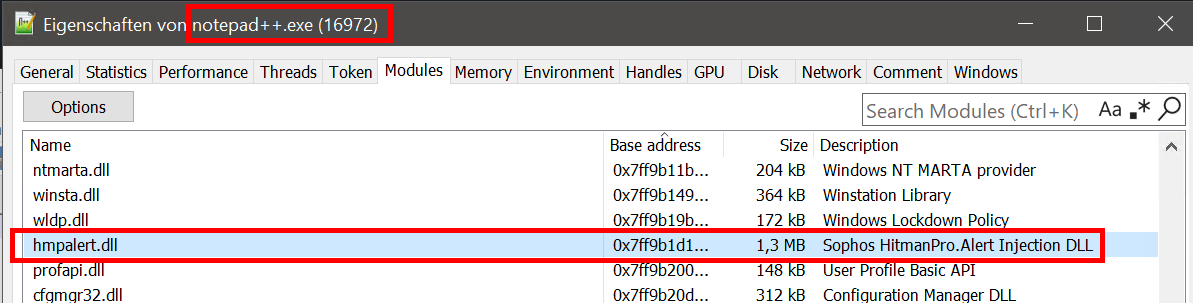 Eigenschaften von notepad++.exe (16972)
General Statistics Performance Threads Token Modules Memory Environment Handles GPU Disk Network Comment Windows
Options Search Modules (Ctrl+K) Aa .*
Name Base address Size Description
ntmarta.dll 0x7ff9b11b... 204 kB Windows NT MARTA provider
winsta.dll 0x7ff9b149... 364 kB Winstation Library
wldp.dll 0x7ff9b19b... 172 kB Windows Lockdown Policy
hmpalert.dll 0x7ff9b1d1... 1,3 MB Sophos HitmanPro.Alert Injection DLL
profapi.dll 0x7ff9b200... 148 kB User Profile Basic API
cfgmgr32.dll 0x7ff9b20d... 312 kB Configuration Manager DLL